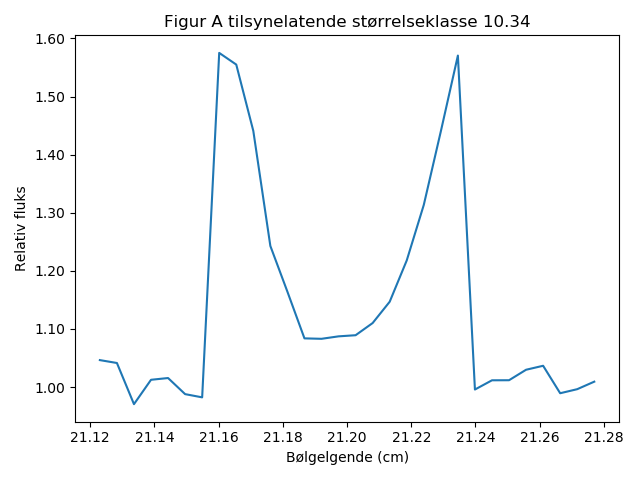 Figur A tilsynelatende størrelseklasse 10.34
1.60
1.50
1.40
1.30
1.20
1.10
1.00
Relativ fluks
21.12 21.14 21.16 21.18 21.20 21.22 21.24 21.26 21.28
Bølgelgende (cm)